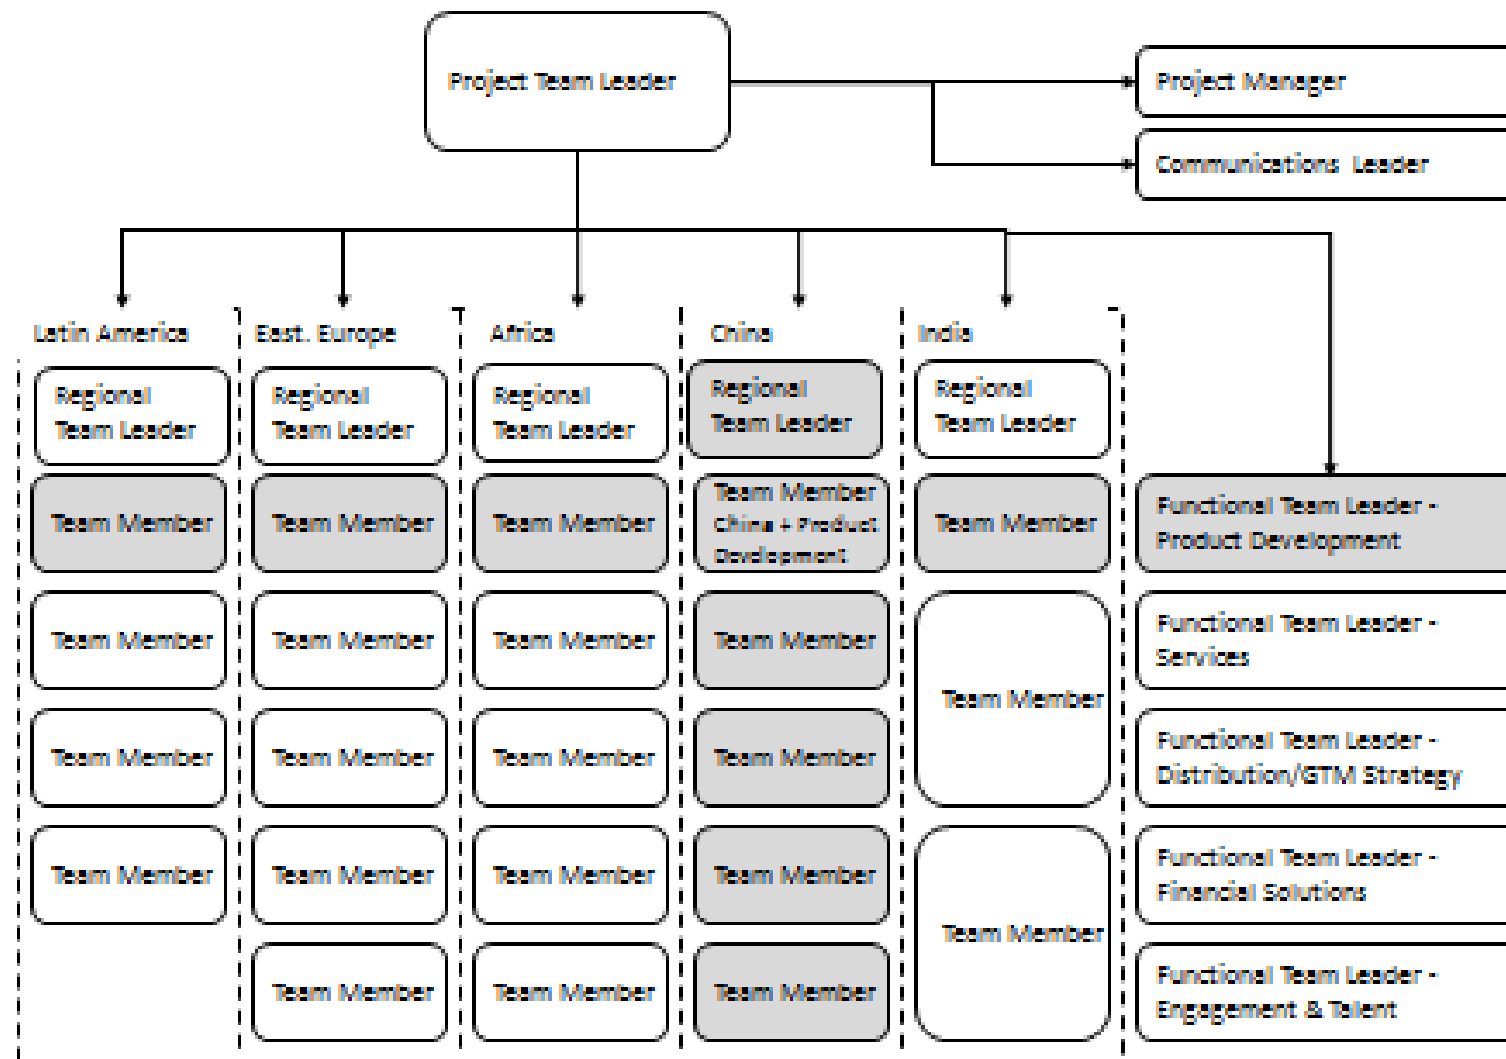 Project Team Leader
Project Manager
Communications Leader
Latin America
East. Europe
Africa
China
India
Regional
Team Leader
Regional
Team Leader
Regional
Team Leader
Regional
Team Leader
Regional
Team Leader
Team Member
Team Member
Team Member
Team Member
China + Product
Development
Team Member
Functional Team Leader -
Product Development
Team Member
Team Member
Team Member
Team Member
Team Member
Functional Team Leader -
Services
Team Member
Team Member
Team Member
Team Member
Functional Team Leader -
Distribution/GTM Strategy
Team Member
Team Member
Team Member
Team Member
Team Member
Functional Team Leader -
Financial Solutions
Team Member
Team Member
Team Member
Functional Team Leader -
Engagement & Talent